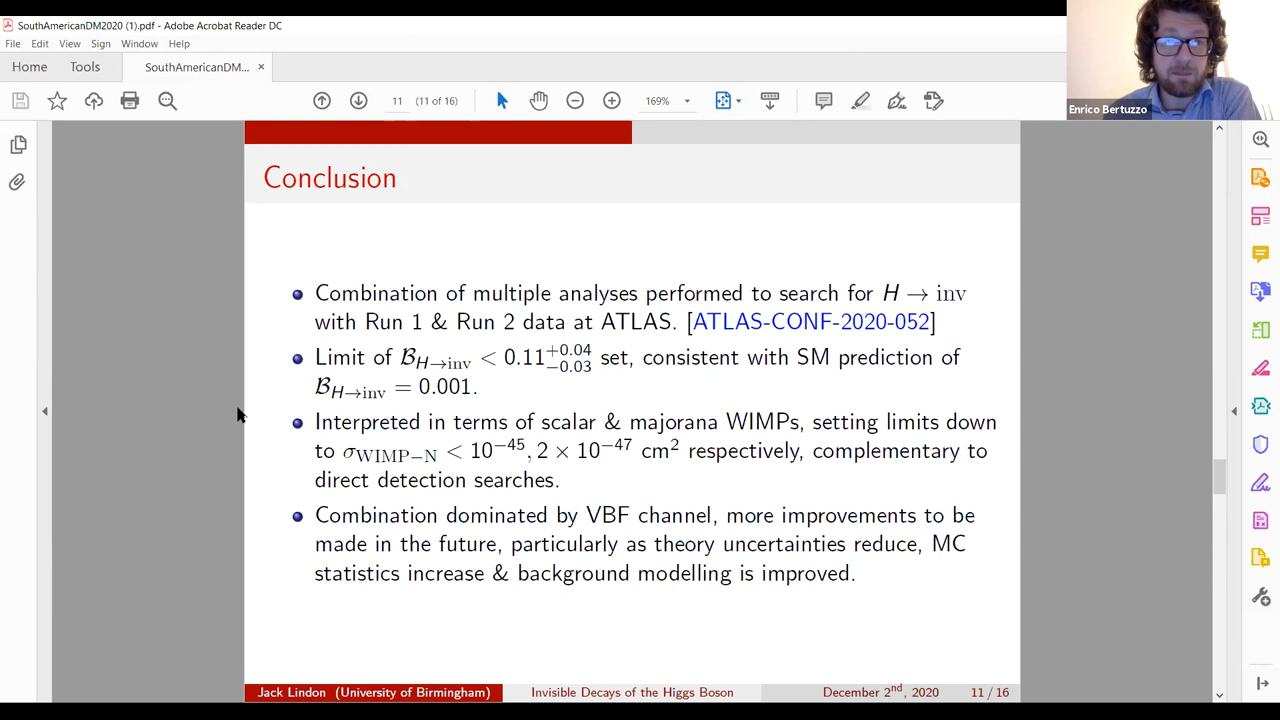 SouthAmericanDM2020 (1).pdf - Adobe Acrobat Reader DC
File Edit View Sign Window Help
Home Tools SouthAmericanDM... ×
11 (11 of 16) 169%
Enrico Bertuzzo
Conclusion
Combination of multiple analyses performed to search for H → inv
with Run 1 & Run 2 data at ATLAS. [ATLAS-CONF-2020-052]
Limit of ℬ_{H→inv} < 0.11^{+0.04}_{−0.03} set, consistent with SM prediction of
ℬ_{H→inv} = 0.001.
Interpreted in terms of scalar & majorana WIMPs, setting limits down
to σ_{WIMP−N} < 10^{−45}, 2 × 10^{−47} cm² respectively, complementary to
direct detection searches.
Combination dominated by VBF channel, more improvements to be
made in the future, particularly as theory uncertainties reduce, MC
statistics increase & background modelling is improved.
Jack Lindon (University of Birmingham) Invisible Decays of the Higgs Boson December 2^{nd}, 2020 11 / 16